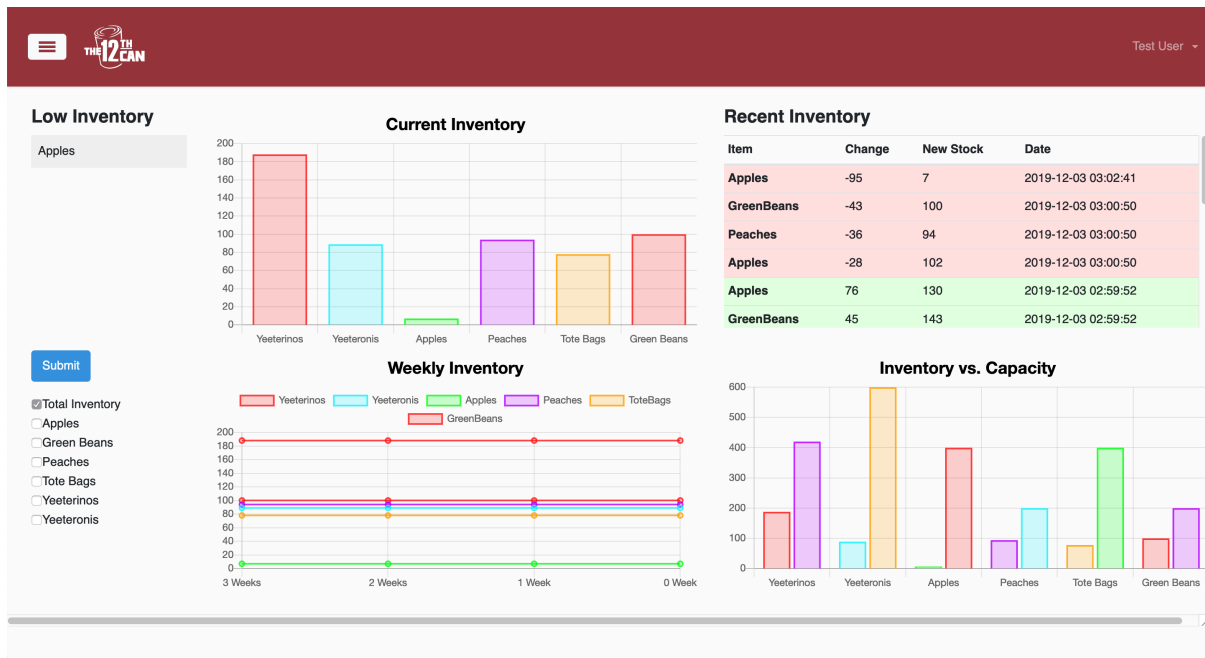 THE 12TH CAN
Test User
Low Inventory
Apples
Current Inventory
200
180
160
140
120
100
80
60
40
20
0
Yeeterinos Yeeteronis Apples Peaches Tote Bags Green Beans
Recent Inventory
Item Change New Stock Date
Apples -95 7 2019-12-03 03:02:41
GreenBeans -43 100 2019-12-03 03:00:50
Peaches -36 94 2019-12-03 03:00:50
Apples -28 102 2019-12-03 03:00:50
Apples 76 130 2019-12-03 02:59:52
GreenBeans 45 143 2019-12-03 02:59:52
Submit
Total Inventory
Apples
Green Beans
Peaches
Tote Bags
Yeeterinos
Yeeteronis
Weekly Inventory
Yeeterinos Yeeteronis Apples Peaches ToteBags
GreenBeans
200
180
160
140
120
100
80
60
40
20
0
3 Weeks 2 Weeks 1 Week 0 Week
Inventory vs. Capacity
600
500
400
300
200
100
0
Yeeterinos Yeeteronis Apples Peaches Tote Bags Green Beans